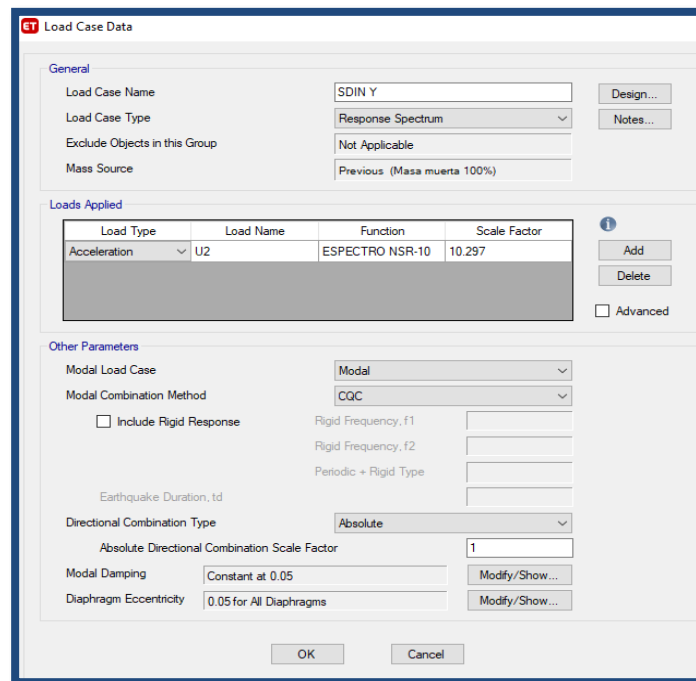 ET Load Case Data
General
Load Case Name SDIN Y Design...
Load Case Type Response Spectrum Notes...
Exclude Objects in this Group Not Applicable
Mass Source Previous (Masa muerta 100%)
Loads Applied
Load Type Load Name Function Scale Factor
Acceleration U2 ESPECTRO NSR-10 10.297 Add
Delete
Advanced
Other Parameters
Modal Load Case Modal
Modal Combination Method CQC
Include Rigid Response Rigid Frequency, f1
Rigid Frequency, f2
Periodic + Rigid Type
Earthquake Duration, td
Directional Combination Type Absolute
Absolute Directional Combination Scale Factor 1
Modal Damping Constant at 0.05 Modify/Show...
Diaphragm Eccentricity 0.05 for All Diaphragms Modify/Show...
OK Cancel